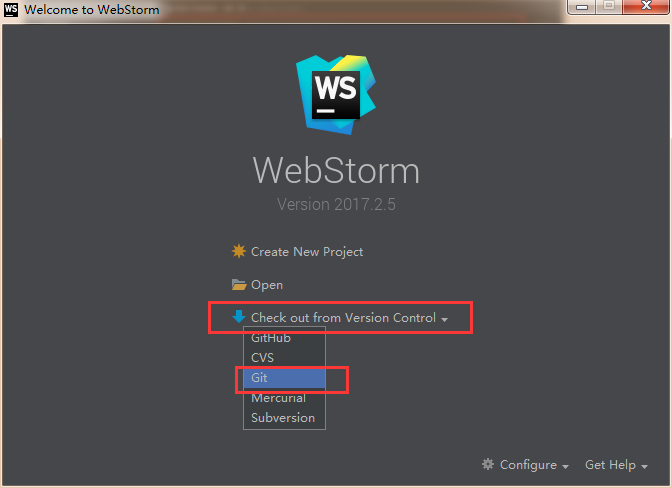 Welcome to WebStorm
WS
WebStorm
Version 2017.2.5
Create New Project
Open
Check out from Version Control
GitHub
CVS
Git
Mercurial
Subversion
Configure
Get Help